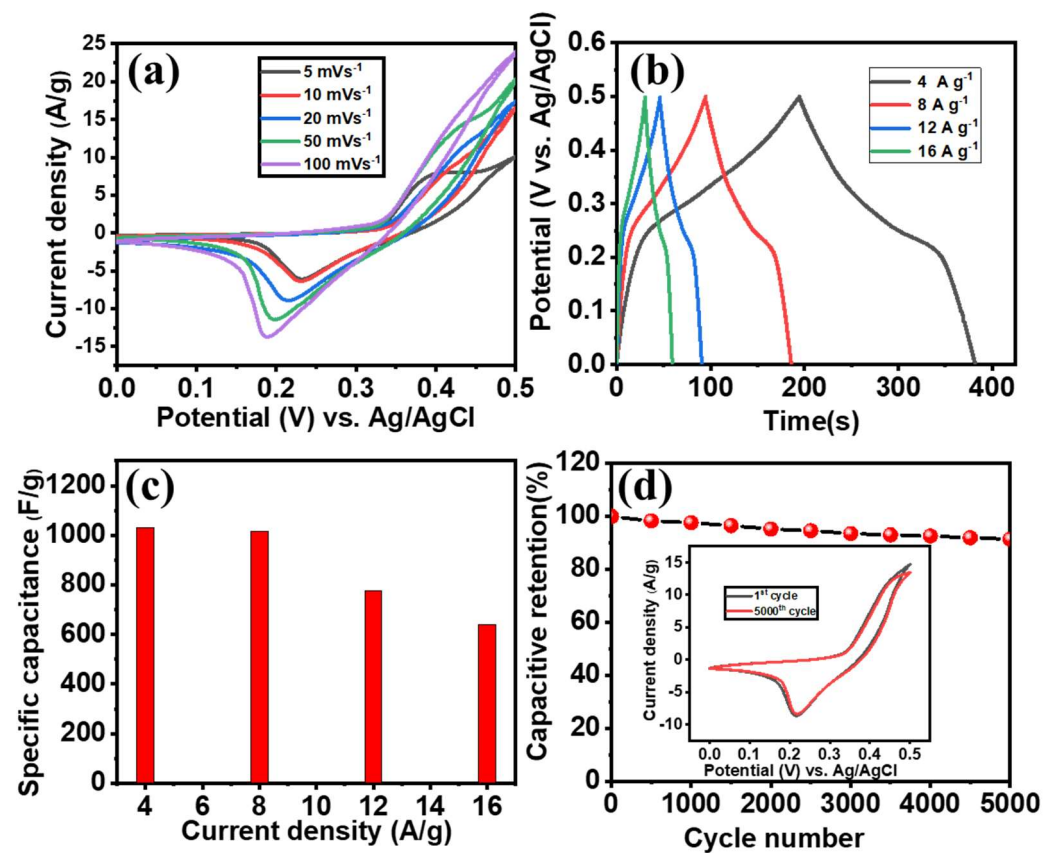 (a)
5 mVs-1
10 mVs-1
20 mVs-1
50 mVs-1
100 mVs-1
Current density (A/g)
25
20
15
10
5
0
-5
-10
-15
0.0 0.1 0.2 0.3 0.4 0.5
Potential (V) vs. Ag/AgCl
(b)
4 A g-1
8 A g-1
12 A g-1
16 A g-1
Potential (V vs. Ag/AgCl)
0.6
0.5
0.4
0.3
0.2
0.1
0.0
0 100 200 300 400
Time(s)
(c)
Specific capacitance (F/g)
1200
1000
800
600
400
200
0
4 6 8 10 12 14 16
Current density (A/g)
(d)
Capacitive retention(%)
120
100
80
60
40
20
0
1st cycle
5000th cycle
Current density (A/g)
15
10
5
0
-5
-10
0.0 0.1 0.2 0.3 0.4 0.5
Potential (V) vs. Ag/AgCl
0 1000 2000 3000 4000 5000
Cycle number